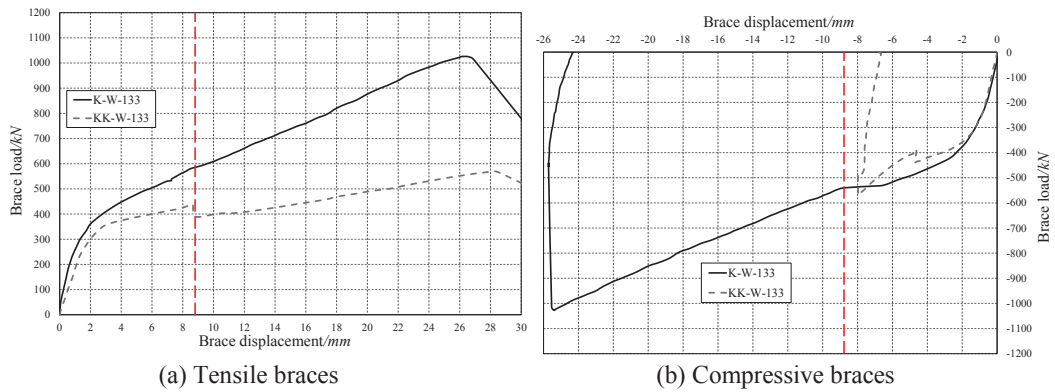 1200
1100
1000
900
800
700
600
500
400
300
200
100
0
Brace load/kN
K-W-133
KK-W-133
0 2 4 6 8 10 12 14 16 18 20 22 24 26 28 30
Brace displacement/mm
(a) Tensile braces
Brace displacement/mm
-26 -24 -22 -20 -18 -16 -14 -12 -10 -8 -6 -4 -2 0
0
-100
-200
-300
-400
-500
-600
-700
-800
-900
-1000
-1100
-1200
Brace load/kN
K-W-133
KK-W-133
(b) Compressive braces